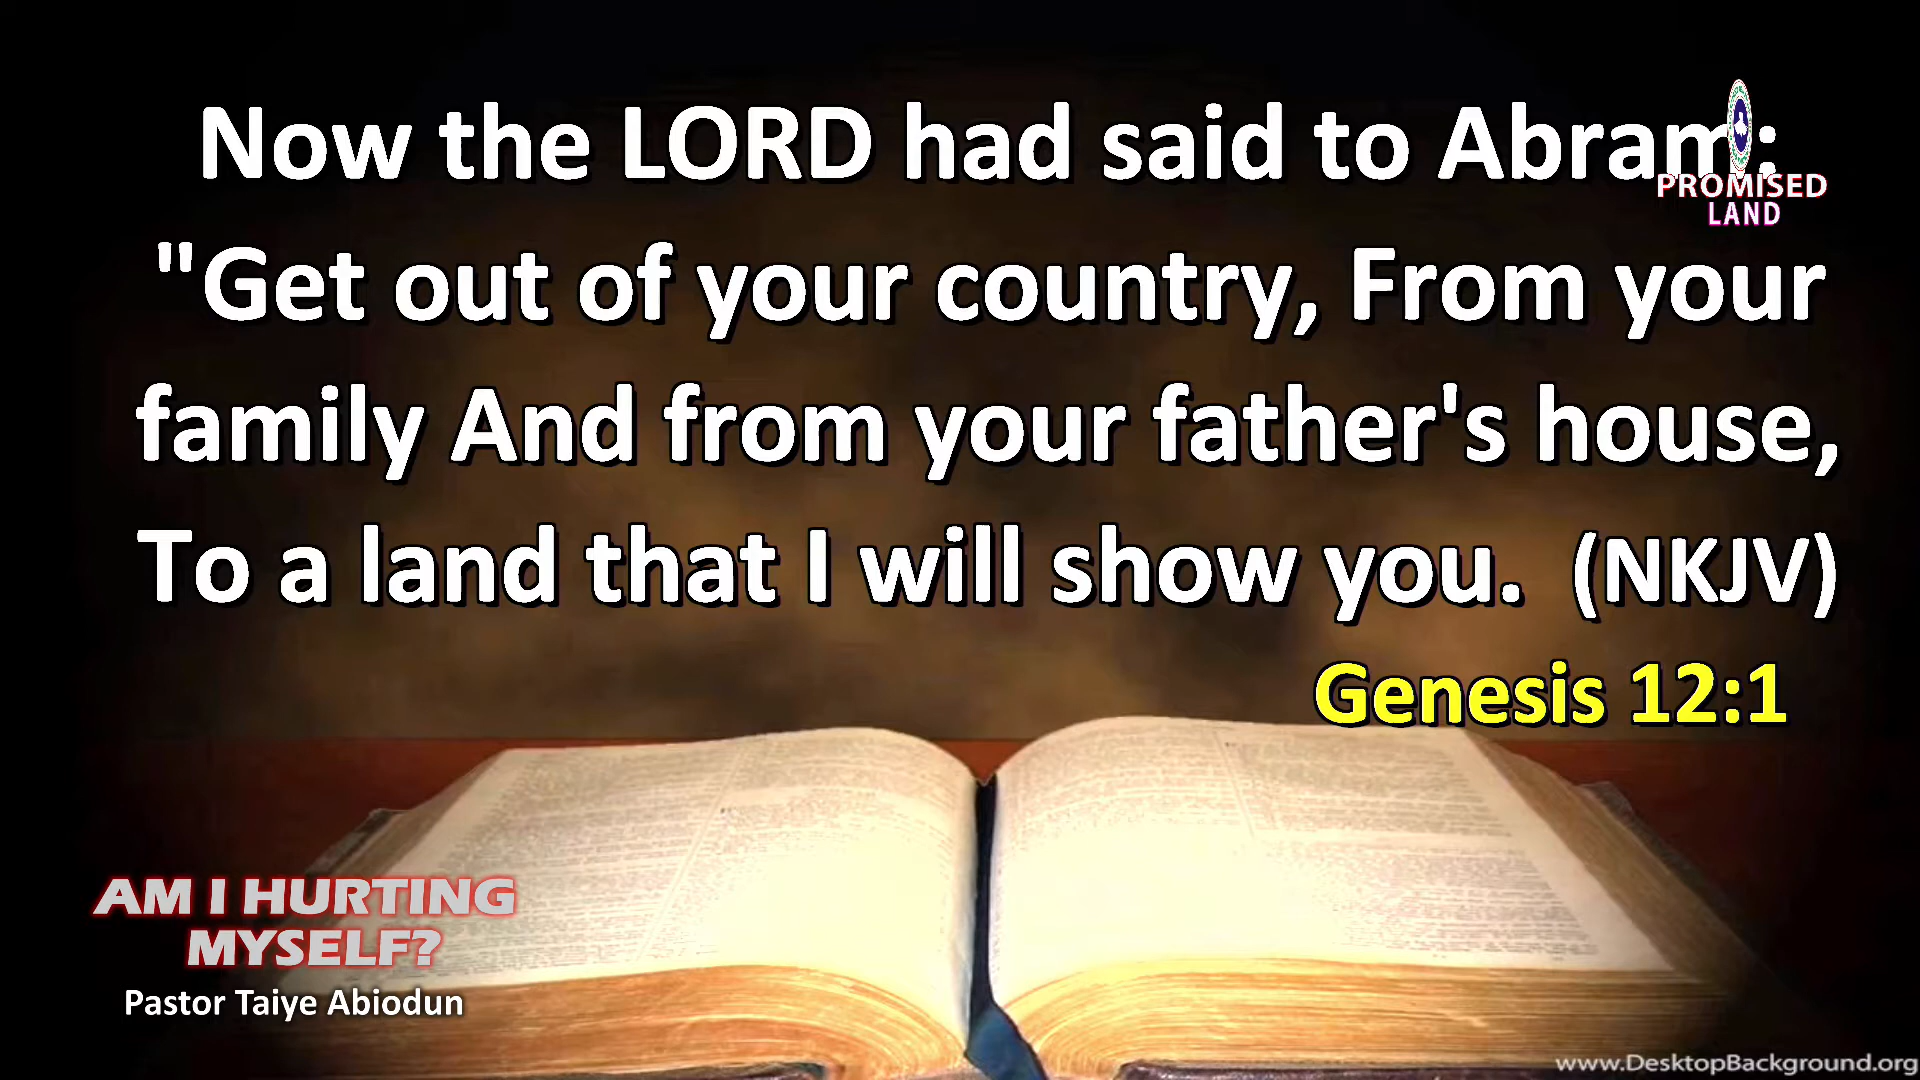 Now the LORD had said to Abram:
"Get out of your country, From your
family And from your father's house,
To a land that I will show you.  (NKJV)
Genesis 12:1
PROMISED
LAND
AM I HURTING
MYSELF?
Pastor Taiye Abiodun
www.DesktopBackground.org